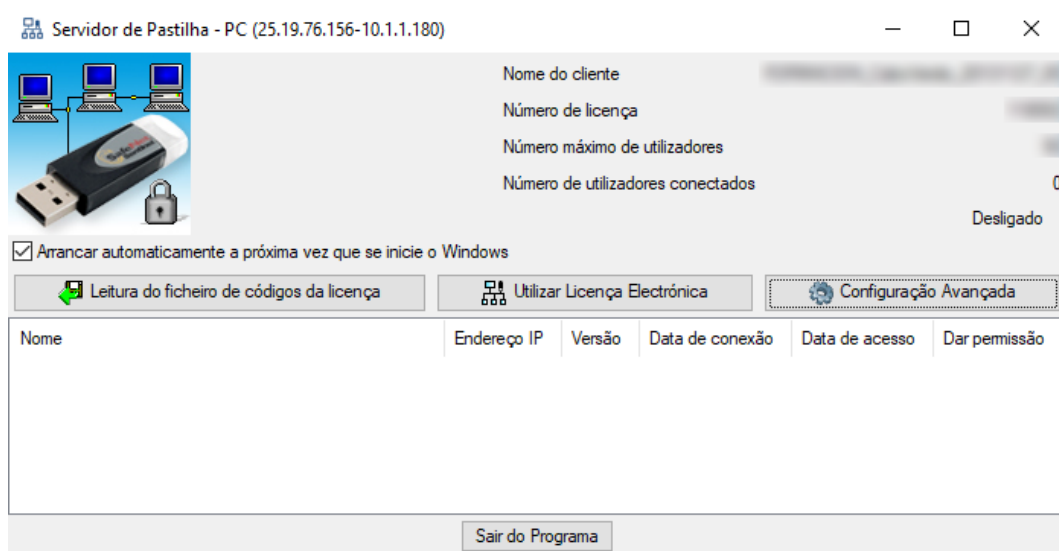 Servidor de Pastilha - PC (25.19.76.156-10.1.1.180)
Nome do cliente
Número de licença
Número máximo de utilizadores
Número de utilizadores conectados 0
Desligado
Arrancar automaticamente a próxima vez que se inicie o Windows
Leitura do ficheiro de códigos da licença Utilizar Licença Electrónica Configuração Avançada
Nome Endereço IP Versão Data de conexão Data de acesso Dar permissão
Sair do Programa